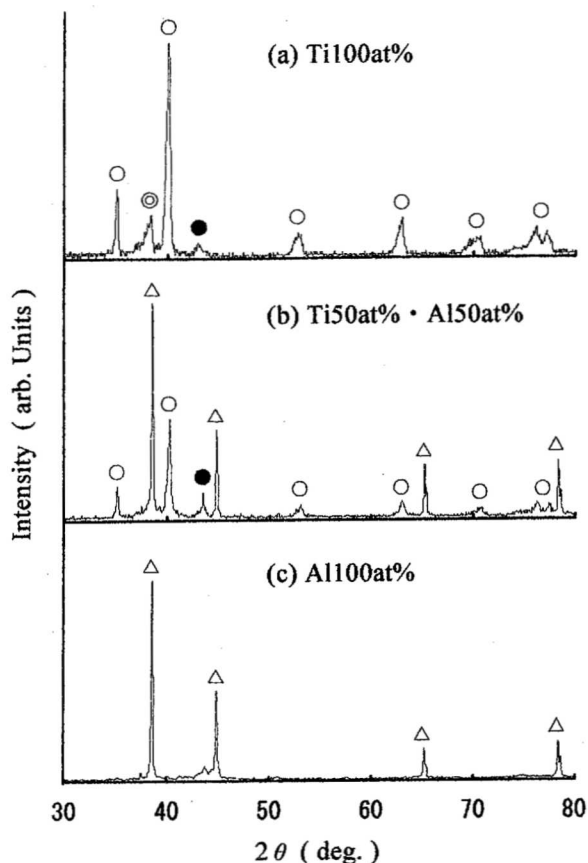 (a) Ti100at%
(b) Ti50at%・Al50at%
(c) Al100at%
Intensity ( arb. Units )
30 40 50 60 70 80
2θ ( deg. )